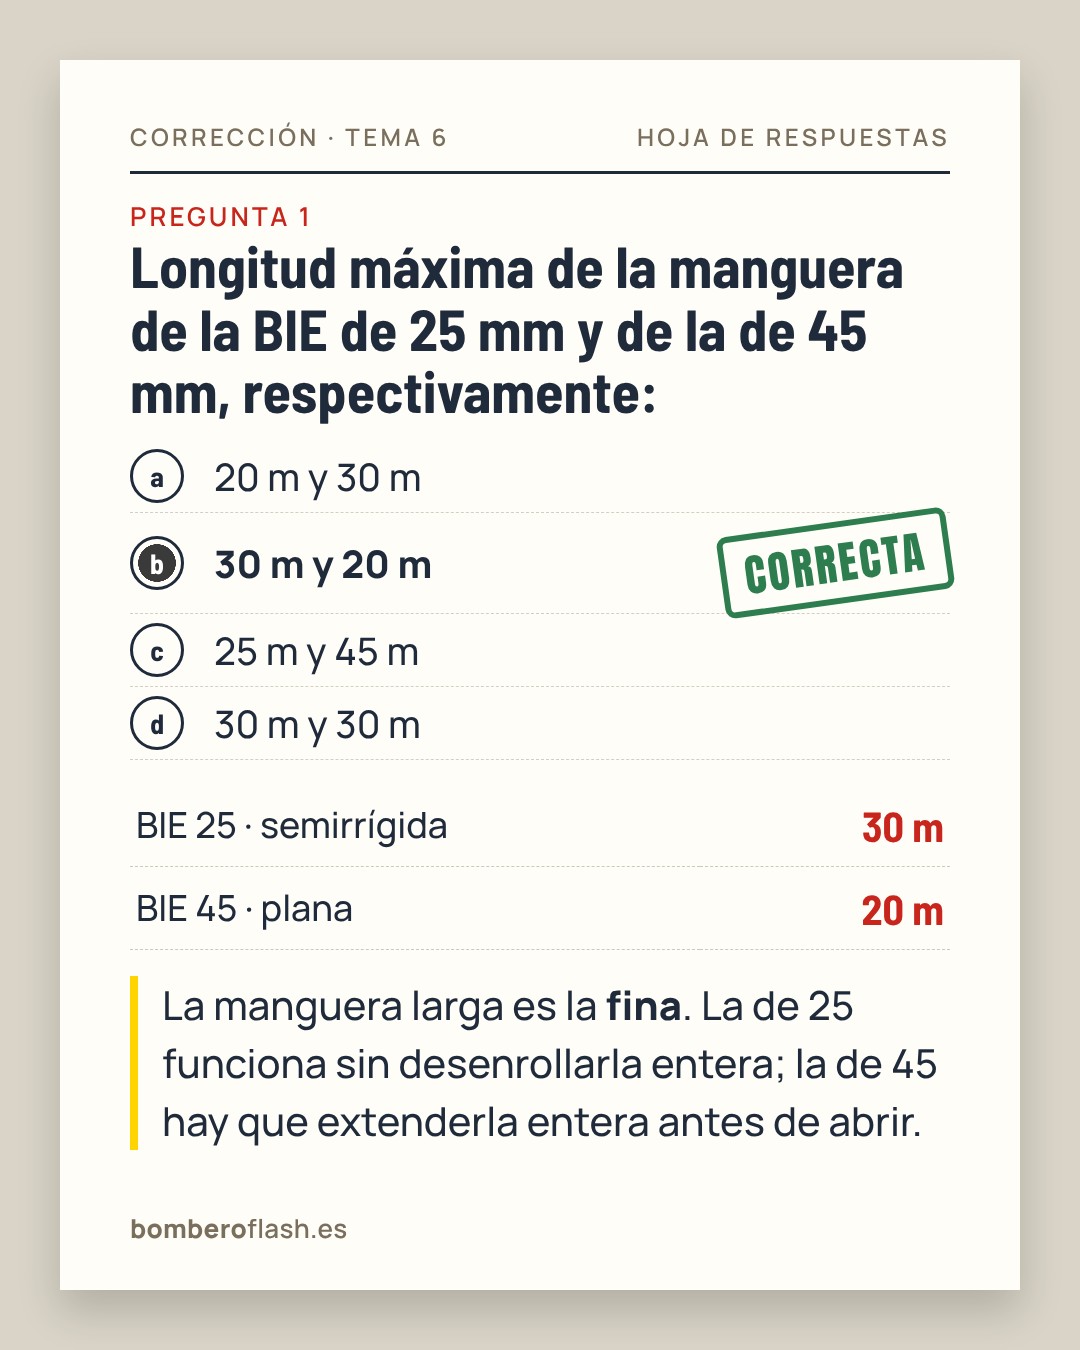 CORRECCIÓN · TEMA 6
HOJA DE RESPUESTAS
PREGUNTA 1
Longitud máxima de la manguera
de la BIE de 25 mm y de la de 45
mm, respectivamente:
a 20 m y 30 m
b 30 m y 20 m
CORRECTA
c 25 m y 45 m
d 30 m y 30 m
BIE 25 · semirrígida 30 m
BIE 45 · plana 20 m
La manguera larga es la fina. La de 25
funciona sin desenrollarla entera; la de 45
hay que extenderla entera antes de abrir.
bomberoflash.es